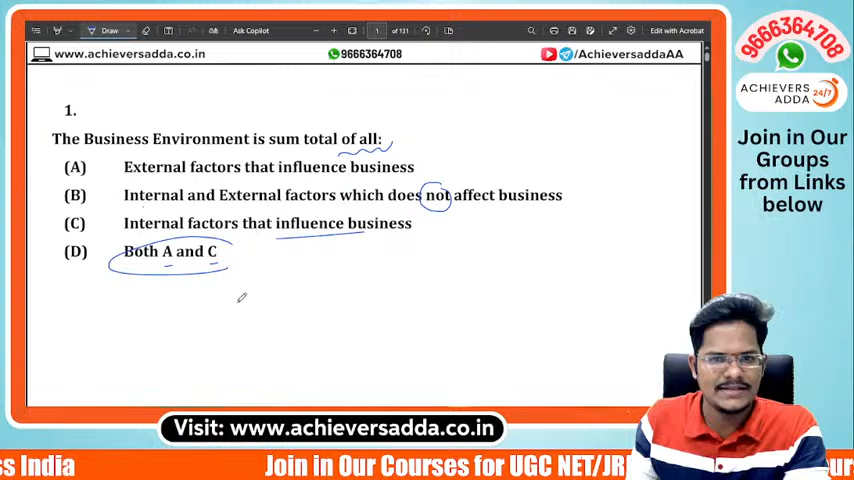 Draw
Ask Copilot
1
of 131
Edit with Acrobat
www.achieversadda.co.in
9666364708
/AchieversaddaAA
1.
The Business Environment is sum total of all:
(A) External factors that influence business
(B) Internal and External factors which does not affect business
(C) Internal factors that influence business
(D) Both A and C
9666364708
ACHIEVERS
ADDA
24/7
Join in Our
Groups
from Links
below
Visit: www.achieversadda.co.in
ss India
Join in Our Courses for UGC NET/JR
our